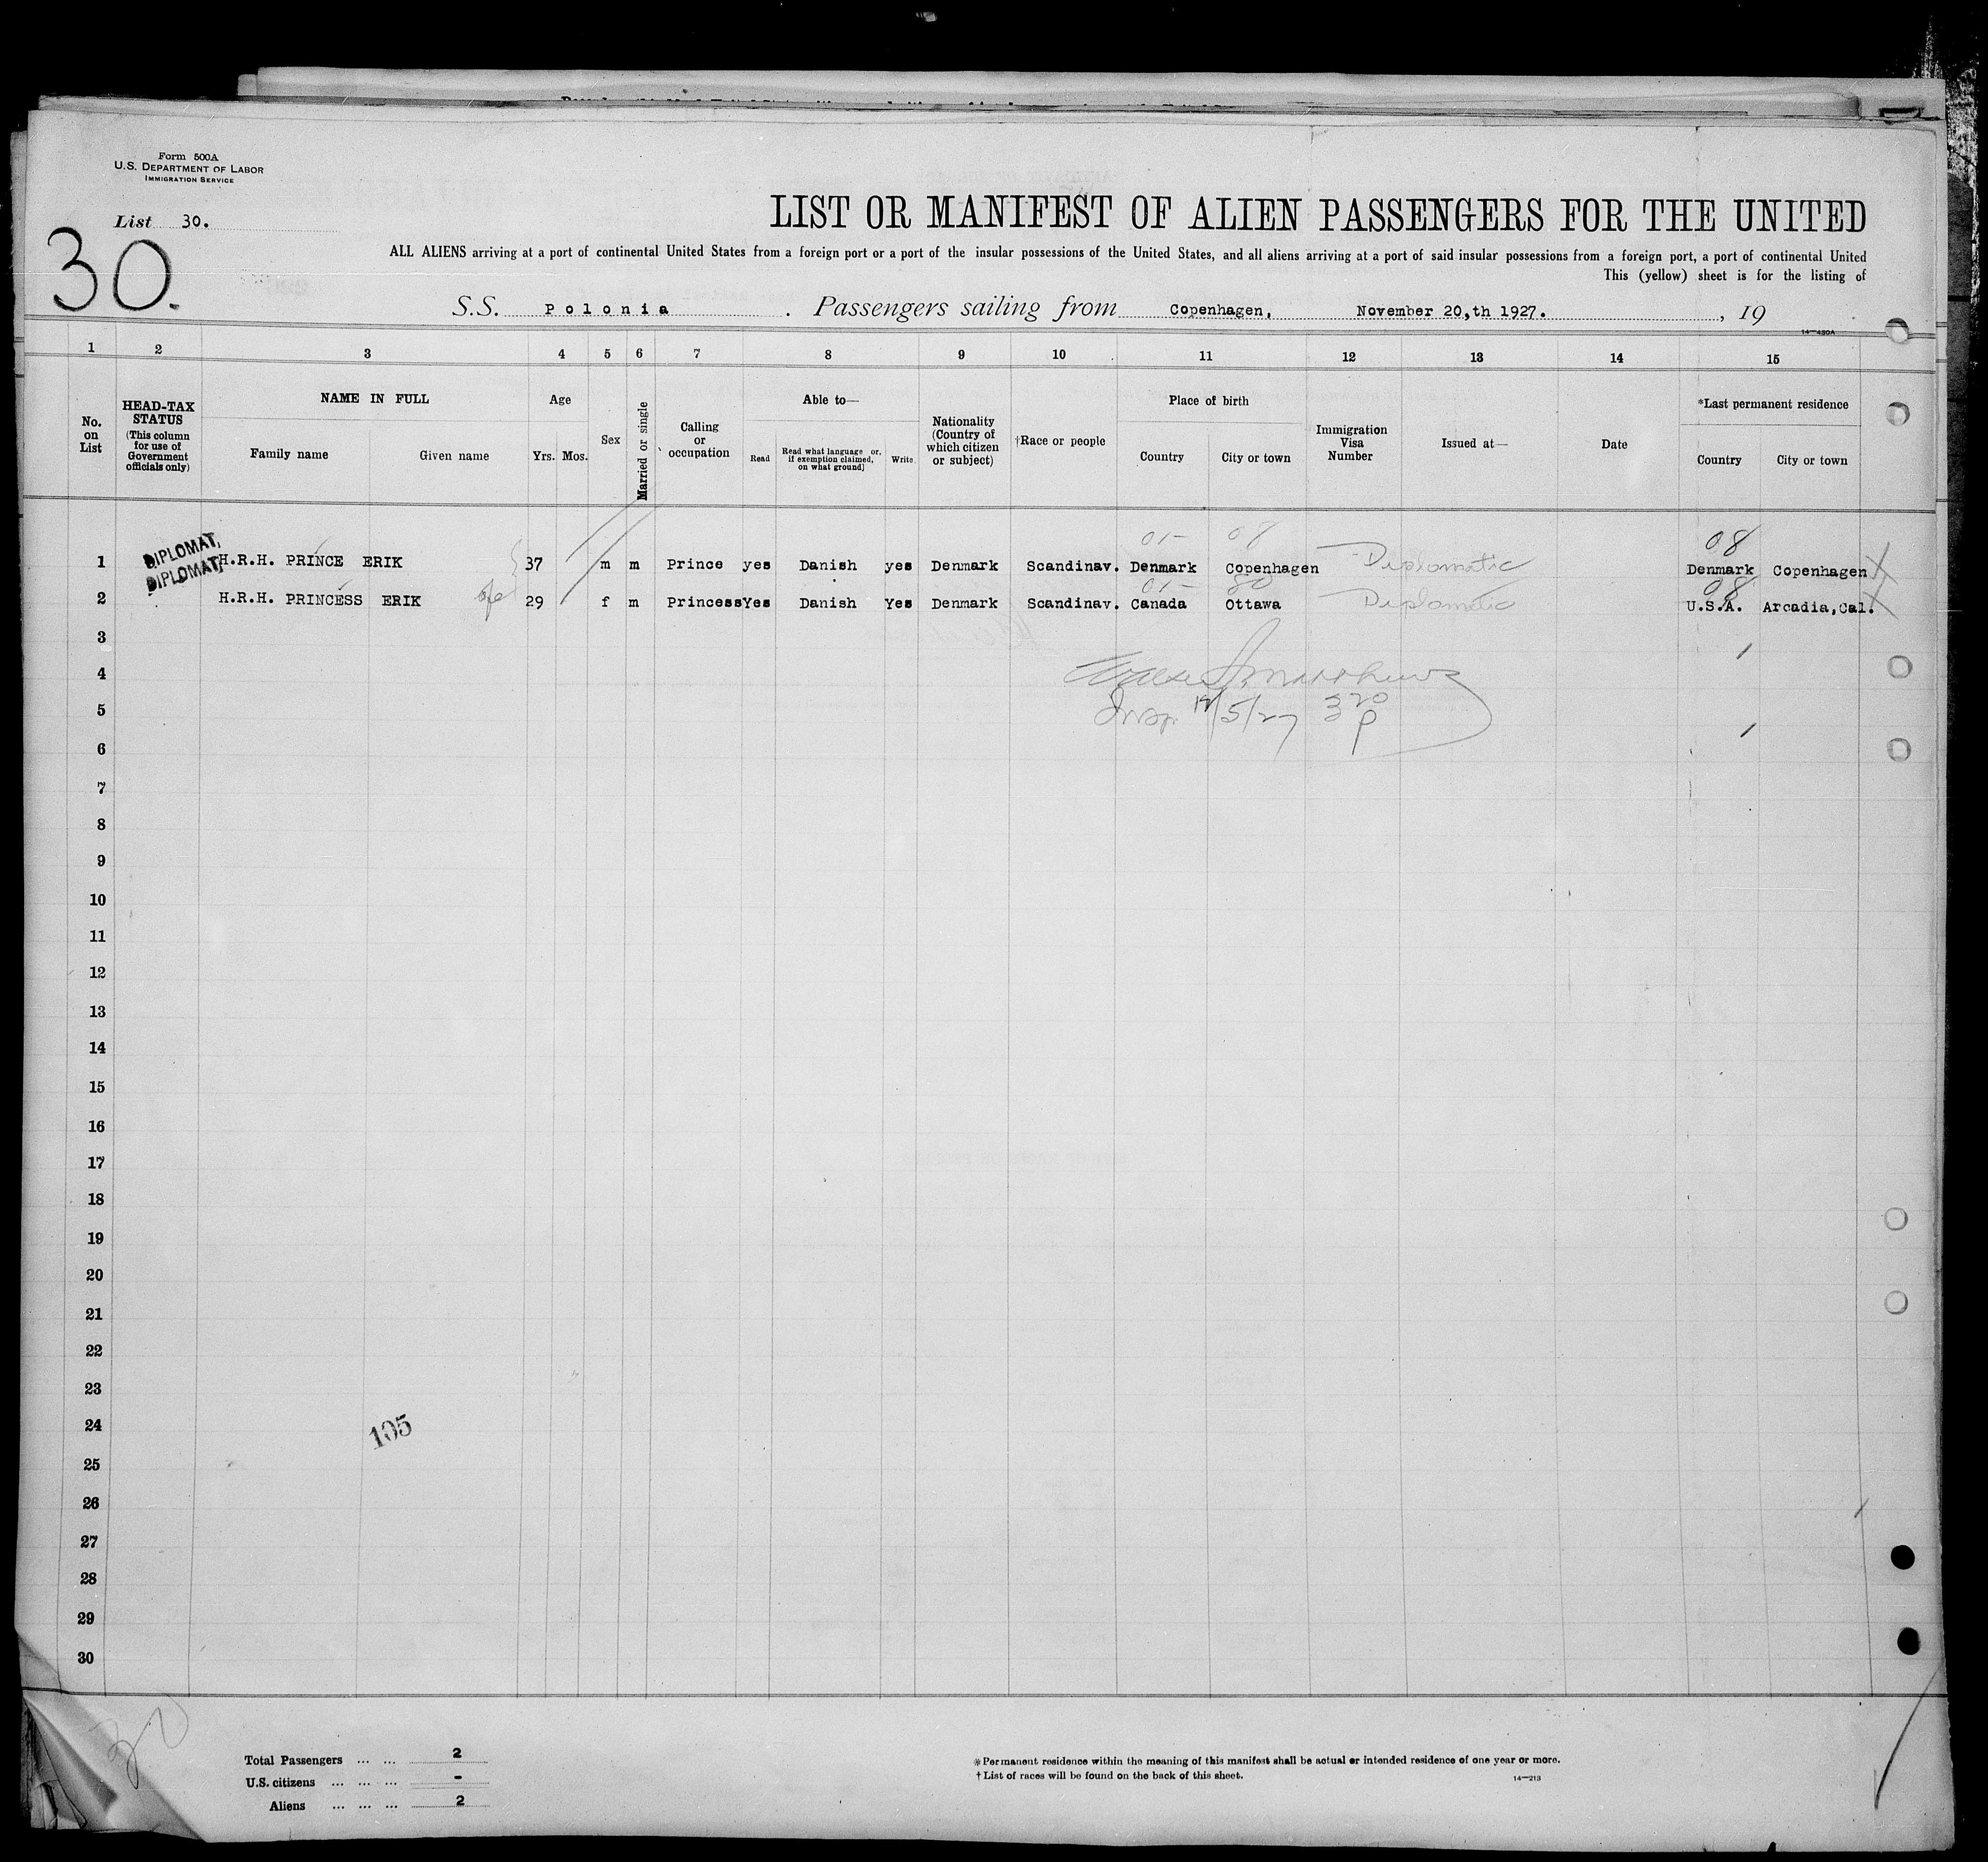 Form 500A
U.S. DEPARTMENT OF LABOR
IMMIGRATION SERVICE
List 30.
30.
LIST OR MANIFEST OF ALIEN PASSENGERS FOR THE UNITED
ALL ALIENS arriving at a port of continental United States from a foreign port or a port of the insular possessions of the United States, and all aliens arriving at a port of said insular possessions from a foreign port, a port of continental United
This (yellow) sheet is for the listing of
S.S. Polonia . Passengers sailing from Copenhagen, November 20,th 1927. , 19
14—430A
1 2 3 4 5 6 7 8 9 10 11 12 13 14 15
No. on List
HEAD-TAX STATUS (This column for use of Government officials only)
NAME IN FULL
Family name Given name
Age
Yrs. Mos.
Sex
Married or single
Calling or occupation
Able to—
Read
Read what language or, if exemption claimed, on what ground]
Write
Nationality (Country of which citizen or subject)
†Race or people
Place of birth
Country City or town
Immigration Visa Number
Issued at—
Date
*Last permanent residence
Country City or town
01- 08 08
1 DIPLOMAT, H.R.H. PRINCE ERIK 37 m m Prince yes Danish yes Denmark Scandinav. Denmark Copenhagen Diplomatic Denmark Copenhagen
01- 80 08
2 DIPLOMAT, H.R.H. PRINCESS ERIK 29 f m Princess Yes Danish Yes Denmark Scandinav. Canada Ottawa Diplomatic U.S.A. Arcadia,Cal.
3
4 Matthews
5 Insp. 12/5/27 3 20 P
6
7
8
9
10
11
12
13
14
15
16
17
18
19
20
21
22
23
24 105
25
26
27
28
29
30
30
Total Passengers ... ... 2
U.S. citizens ... ... ... -
Aliens ... ... ... 2
*Permanent residence within the meaning of this manifest shall be actual or intended residence of one year or more.
† List of races will be found on the back of this sheet.
14—213